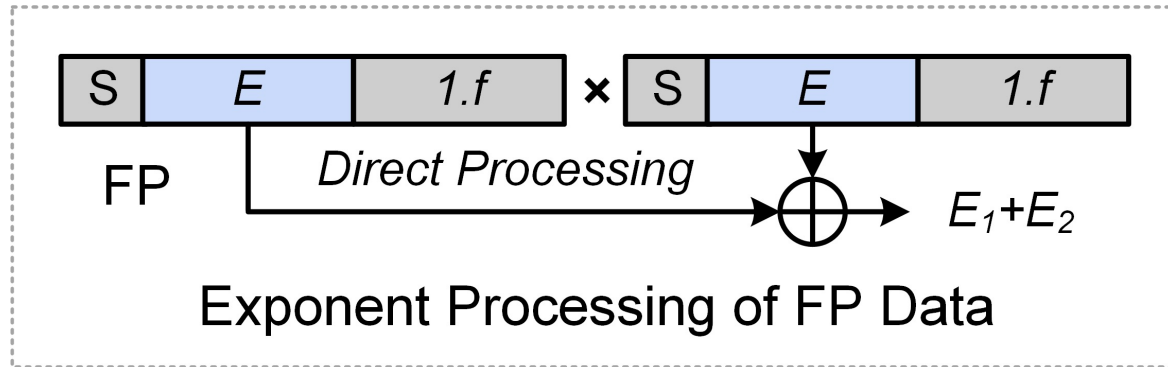 S E 1.f × S E 1.f
FP Direct Processing
E₁+E₂
Exponent Processing of FP Data